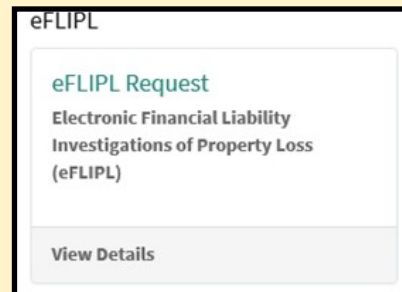 eFLIPL
eFLIPL Request
Electronic Financial Liability
Investigations of Property Loss
(eFLIPL)
View Details